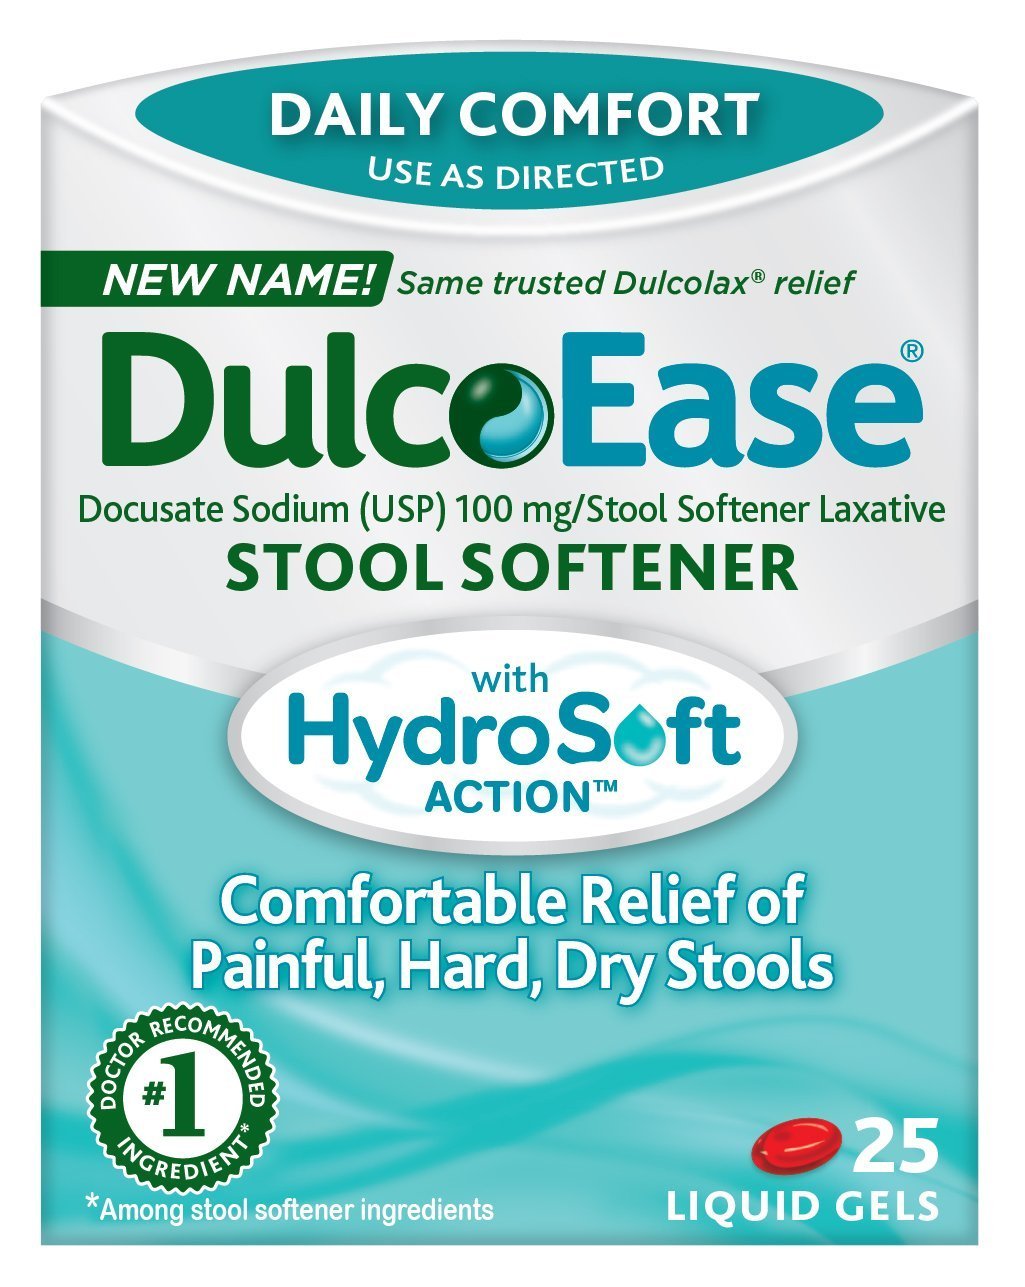 DAILY COMFORT
USE AS DIRECTED
NEW NAME! Same trusted Dulcolax® relief
DulcoEase®
Docusate Sodium (USP) 100 mg/Stool Softener Laxative
STOOL SOFTENER
with
HydroSoft
ACTION™
Comfortable Relief of
Painful, Hard, Dry Stools
DOCTOR RECOMMENDED
#1
INGREDIENT*
*Among stool softener ingredients
25
LIQUID GELS